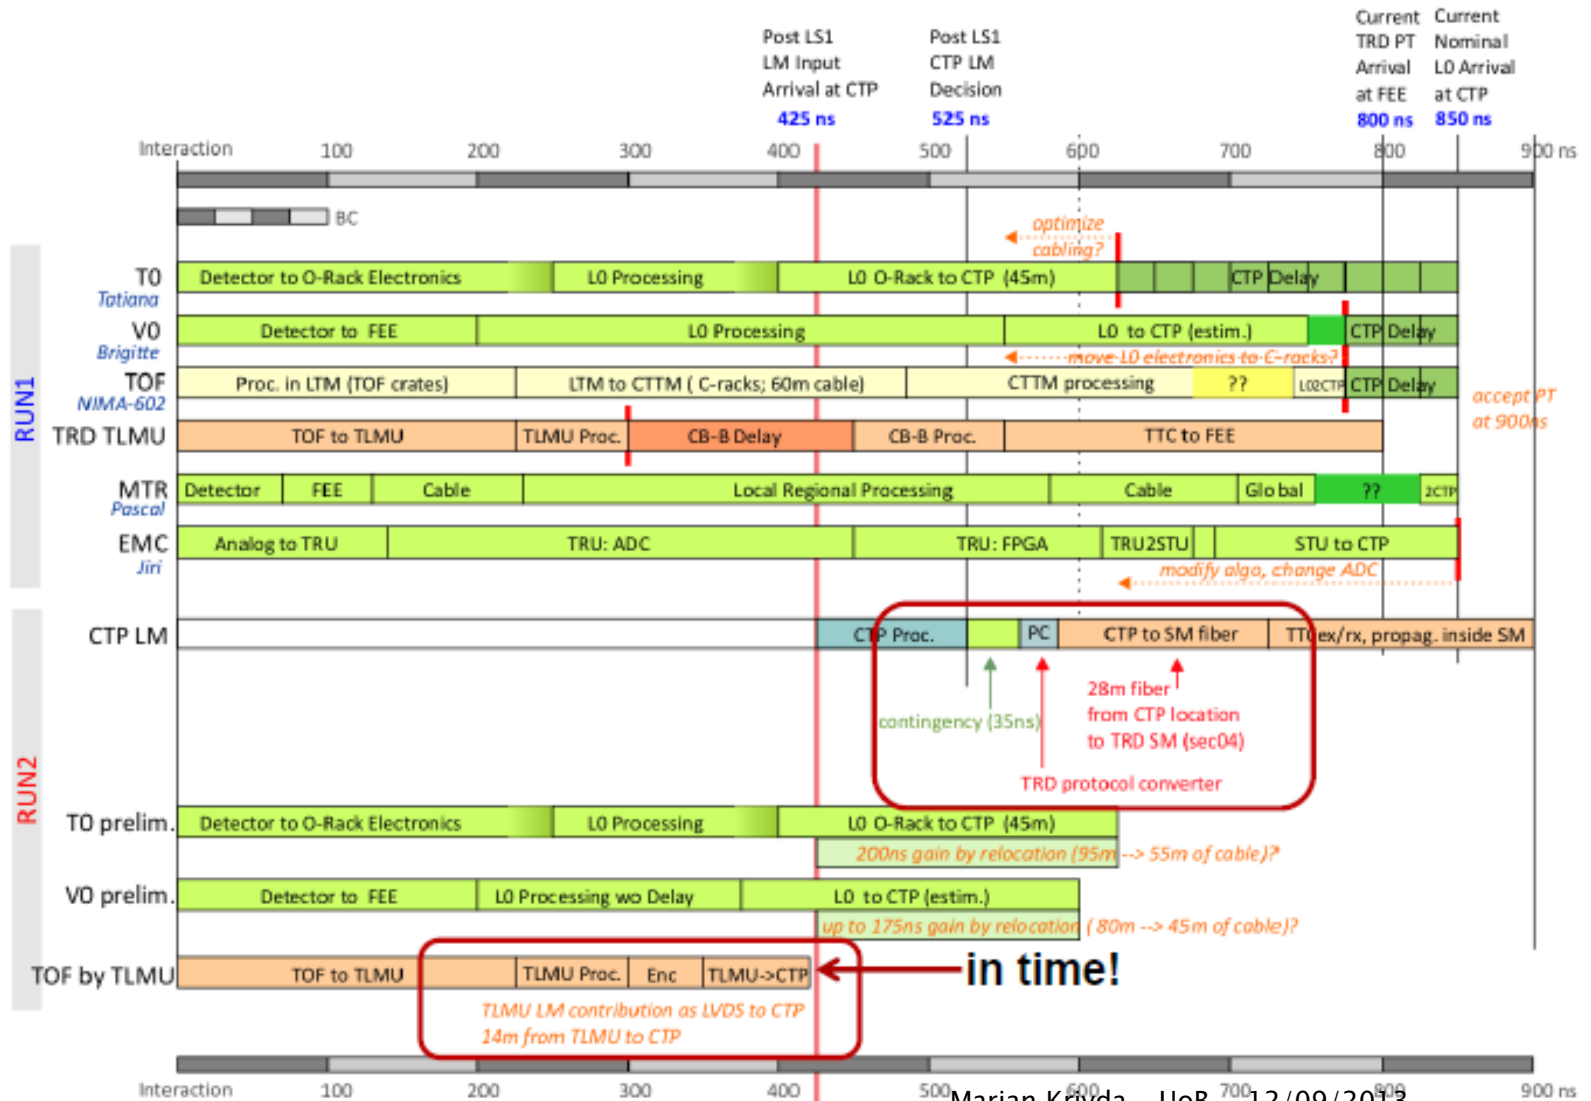 Current Current
Post LS1 Post LS1 TRD PT Nominal
LM Input CTP LM Arrival L0 Arrival
Arrival at CTP Decision at FEE at CTP
425 ns 525 ns 800 ns 850 ns
Interaction 100 200 300 400 500 600 700 800 900 ns
BC
optimize
cabling?
RUN1
T0 Detector to O-Rack Electronics L0 Processing L0 O-Rack to CTP (45m) CTP Delay
Tatiana
V0 Detector to FEE L0 Processing L0 to CTP (estim.) CTP Delay
Brigitte move L0 electronics to C-racks?
TOF Proc. in LTM (TOF crates) LTM to CTTM ( C-racks; 60m cable) CTTM processing ?? L02CTP CTP Delay
NIMA-602
accept PT
at 900ns
TRD TLMU TOF to TLMU TLMU Proc. CB-B Delay CB-B Proc. TTC to FEE
MTR Detector FEE Cable Local Regional Processing Cable Global ?? 2CTP
Pascal
EMC Analog to TRU TRU: ADC TRU: FPGA TRU2STU STU to CTP
Jiri modify algo, change ADC
RUN2
CTP LM CTP Proc. PC CTP to SM fiber TTCex/rx, propag. inside SM
28m fiber
contingency (35ns) from CTP location
to TRD SM (sec04)
TRD protocol converter
T0 prelim. Detector to O-Rack Electronics L0 Processing L0 O-Rack to CTP (45m)
200ns gain by relocation (95m --> 55m of cable)?
V0 prelim. Detector to FEE L0 Processing wo Delay L0 to CTP (estim.)
up to 175ns gain by relocation ( 80m --> 45m of cable)?
TOF by TLMU TOF to TLMU TLMU Proc. Enc TLMU->CTP in time!
TLMU LM contribution as LVDS to CTP
14m from TLMU to CTP
Interaction 100 200 300 400 500 600 700 800 900 ns
Marian Krivda - UoB 12/09/2013